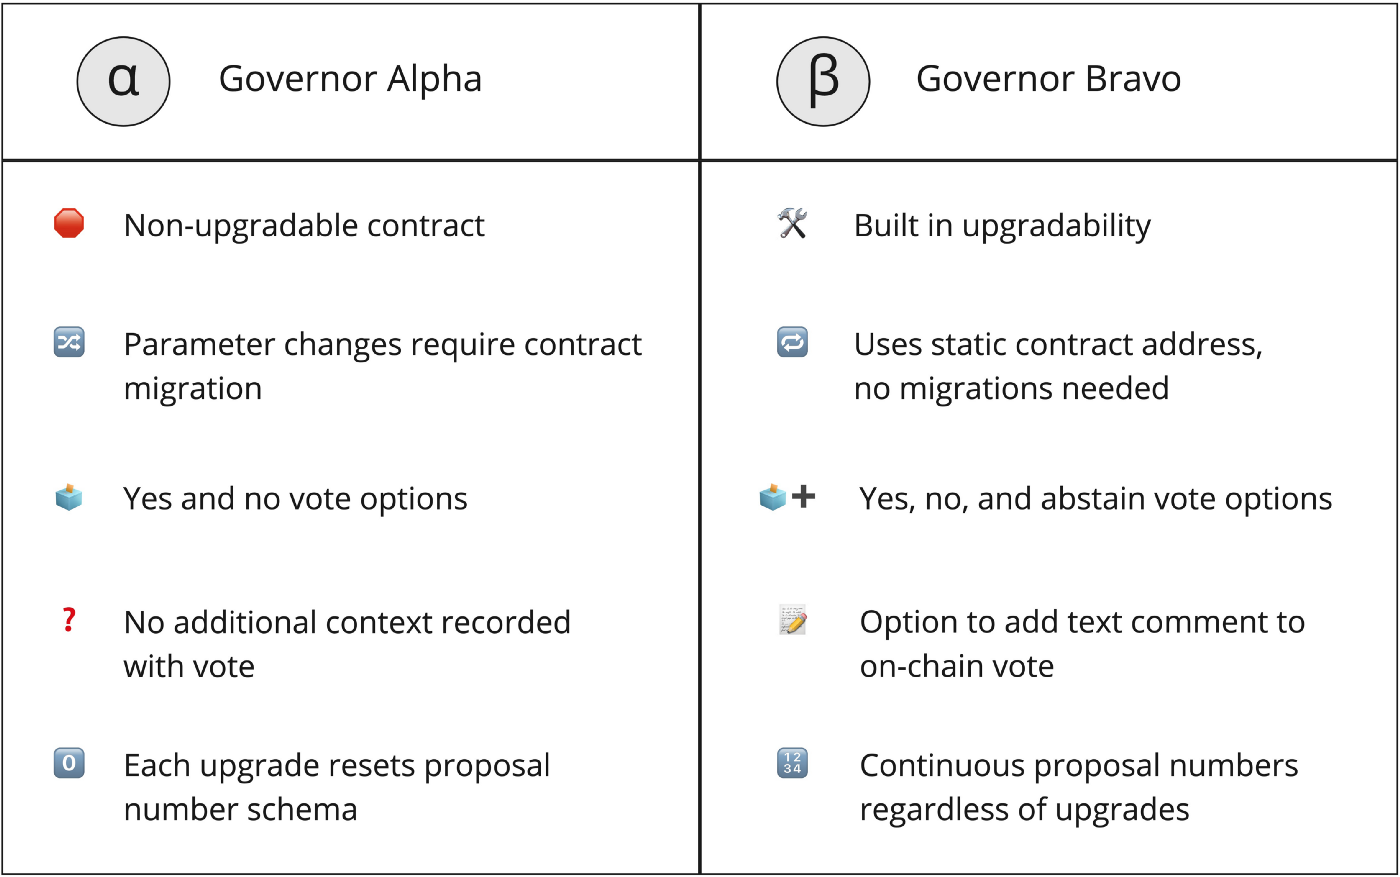 α Governor Alpha
Non-upgradable contract
Parameter changes require contract
migration
Yes and no vote options
? No additional context recorded
with vote
0 Each upgrade resets proposal
number schema
β Governor Bravo
Built in upgradability
Uses static contract address,
no migrations needed
Yes, no, and abstain vote options
Option to add text comment to
on-chain vote
1234 Continuous proposal numbers
regardless of upgrades